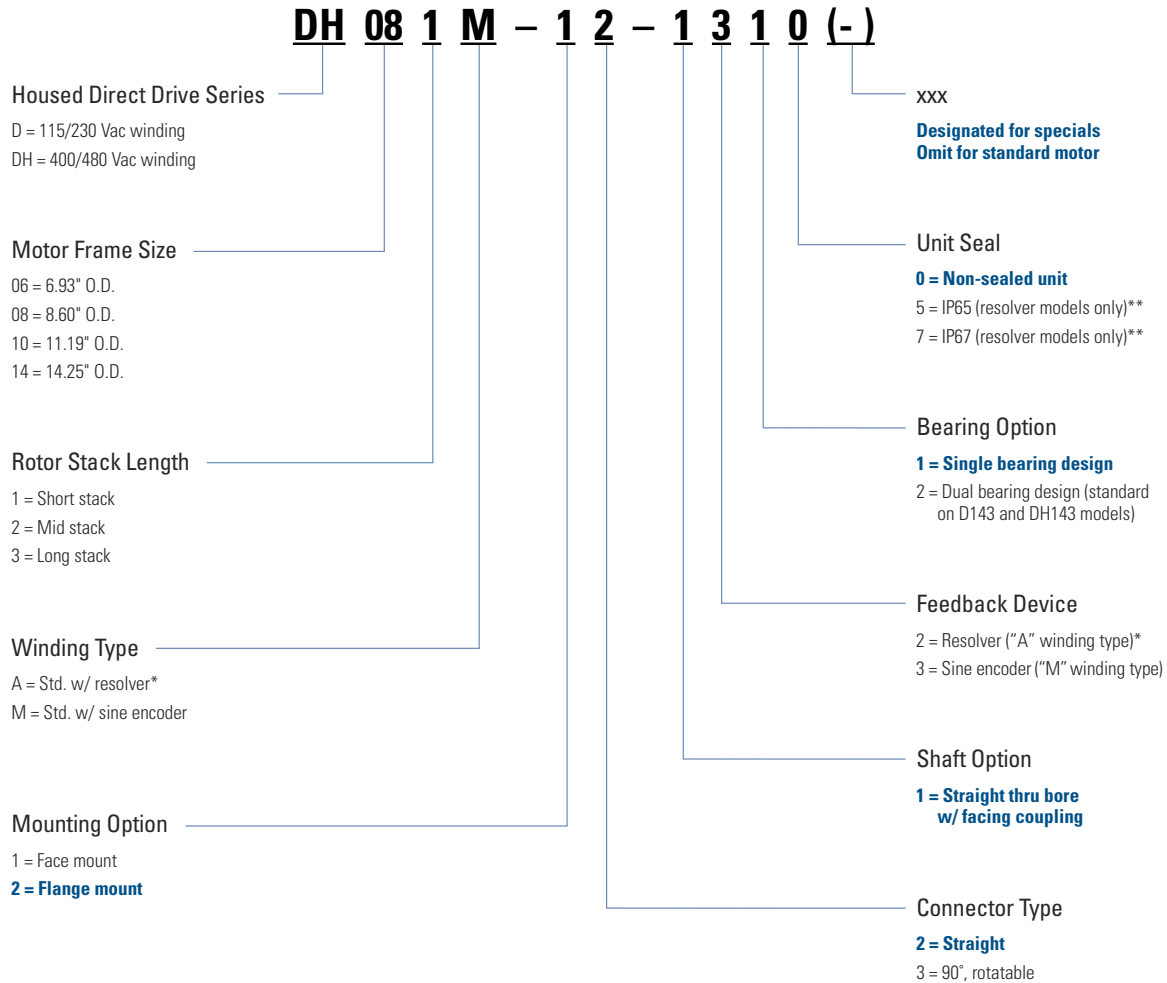 DH 08 1 M – 1 2 – 1 3 1 0 (- )
Housed Direct Drive Series
D = 115/230 Vac winding
DH = 400/480 Vac winding
Motor Frame Size
06 = 6.93" O.D.
08 = 8.60" O.D.
10 = 11.19" O.D.
14 = 14.25" O.D.
Rotor Stack Length
1 = Short stack
2 = Mid stack
3 = Long stack
Winding Type
A = Std. w/ resolver*
M = Std. w/ sine encoder
Mounting Option
1 = Face mount
2 = Flange mount
xxx
Designated for specials
Omit for standard motor
Unit Seal
0 = Non-sealed unit
5 = IP65 (resolver models only)**
7 = IP67 (resolver models only)**
Bearing Option
1 = Single bearing design
2 = Dual bearing design (standard
on D143 and DH143 models)
Feedback Device
2 = Resolver (“A” winding type)*
3 = Sine encoder (“M” winding type)
Shaft Option
1 = Straight thru bore
w/ facing coupling
Connector Type
2 = Straight
3 = 90˚, rotatable